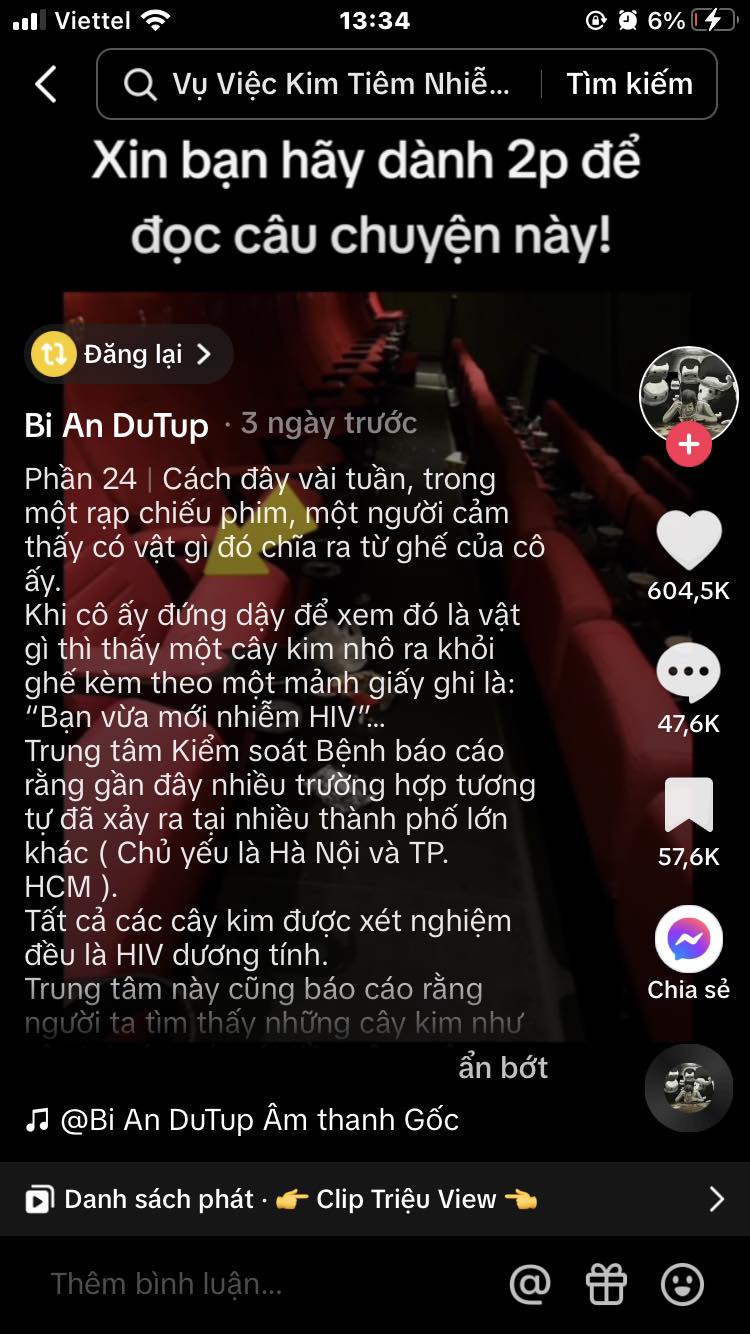 Viettel
13:34
6%
Vụ Việc Kim Tiêm Nhiễ...
Tìm kiếm
Xin bạn hãy dành 2p để
đọc câu chuyện này!
Đăng lại
Bi An DuTup · 3 ngày trước
Phần 24 | Cách đây vài tuần, trong
một rạp chiếu phim, một người cảm
thấy có vật gì đó chĩa ra từ ghế của cô
ấy.
Khi cô ấy đứng dậy để xem đó là vật
gì thì thấy một cây kim nhô ra khỏi
ghế kèm theo một mảnh giấy ghi là:
“Bạn vừa mới nhiễm HIV”...
Trung tâm Kiểm soát Bệnh báo cáo
rằng gần đây nhiều trường hợp tương
tự đã xảy ra tại nhiều thành phố lớn
khác ( Chủ yếu là Hà Nội và TP.
HCM ).
Tất cả các cây kim được xét nghiệm
đều là HIV dương tính.
Trung tâm này cũng báo cáo rằng
người ta tìm thấy những cây kim như
ẩn bớt
604,5K
47,6K
57,6K
Chia sẻ
@Bi An DuTup Âm thanh Gốc
Danh sách phát · 👉 Clip Triệu View 👈
Thêm bình luận...